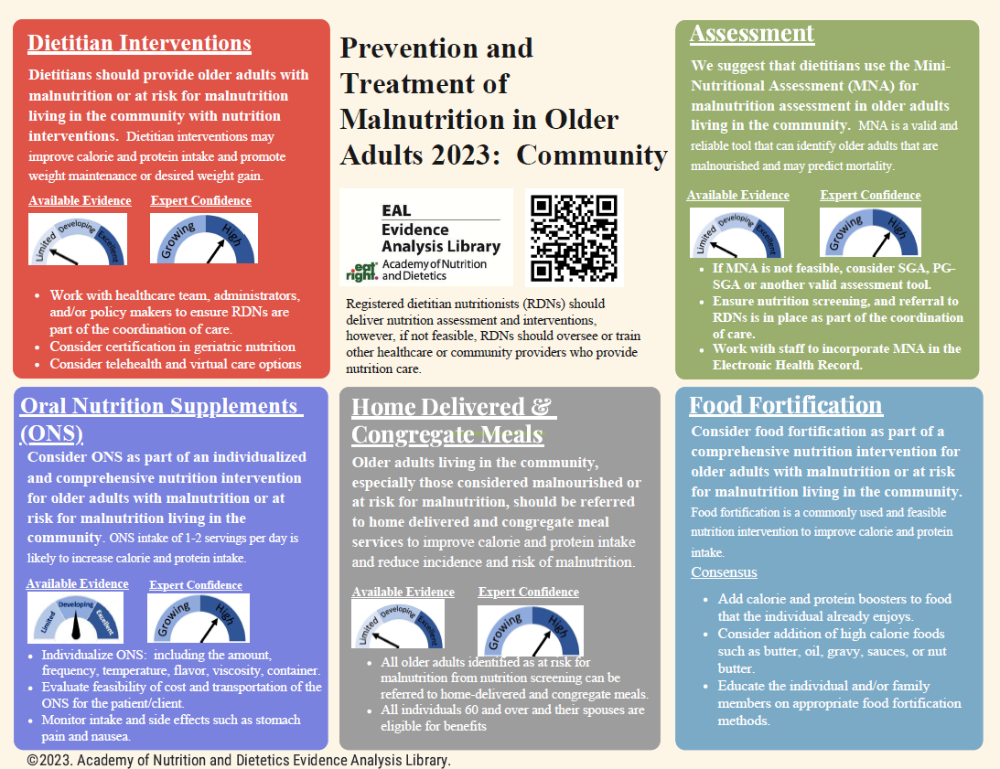 Dietitian Interventions
Dietitians should provide older adults with
malnutrition or at risk for malnutrition
living in the community with nutrition
interventions. Dietitian interventions may
improve calorie and protein intake and promote
weight maintenance or desired weight gain.
Available Evidence
Expert Confidence
Limited
Developing
Excellent
Growing
High
• Work with healthcare team, administrators,
and/or policy makers to ensure RDNs are
part of the coordination of care.
• Consider certification in geriatric nutrition
• Consider telehealth and virtual care options
Prevention and
Treatment of
Malnutrition in Older
Adults 2023: Community
EAL
Evidence
Analysis Library
eat
right.
Academy of Nutrition
and Dietetics
Registered dietitian nutritionists (RDNs) should
deliver nutrition assessment and interventions,
however, if not feasible, RDNs should oversee or train
other healthcare or community providers who provide
nutrition care.
Assessment
We suggest that dietitians use the Mini-
Nutritional Assessment (MNA) for
malnutrition assessment in older adults
living in the community. MNA is a valid and
reliable tool that can identify older adults that are
malnourished and may predict mortality.
Available Evidence
Expert Confidence
Limited
Developing
Excellent
Growing
High
• If MNA is not feasible, consider SGA, PG-
SGA or another valid assessment tool.
• Ensure nutrition screening, and referral to
RDNs is in place as part of the coordination
of care.
• Work with staff to incorporate MNA in the
Electronic Health Record.
Oral Nutrition Supplements
(ONS)
Consider ONS as part of an individualized
and comprehensive nutrition intervention
for older adults with malnutrition or at
risk for malnutrition living in the
community. ONS intake of 1-2 servings per day is
likely to increase calorie and protein intake.
Available Evidence
Expert Confidence
Limited
Developing
Excellent
Growing
High
• Individualize ONS: including the amount,
frequency, temperature, flavor, viscosity, container.
• Evaluate feasibility of cost and transportation of the
ONS for the patient/client.
• Monitor intake and side effects such as stomach
pain and nausea.
Home Delivered &
Congregate Meals
Older adults living in the community,
especially those considered malnourished or
at risk for malnutrition, should be referred
to home delivered and congregate meal
services to improve calorie and protein intake
and reduce incidence and risk of malnutrition.
Available Evidence
Expert Confidence
Limited
Developing
Excellent
Growing
High
• All older adults identified as at risk for
malnutrition from nutrition screening can be
referred to home-delivered and congregate meals.
• All individuals 60 and over and their spouses are
eligible for benefits
Food Fortification
Consider food fortification as part of a
comprehensive nutrition intervention for
older adults with malnutrition or at risk
for malnutrition living in the community.
Food fortification is a commonly used and feasible
nutrition intervention to improve calorie and protein
intake.
Consensus
• Add calorie and protein boosters to food
that the individual already enjoys.
• Consider addition of high calorie foods
such as butter, oil, gravy, sauces, or nut
butter.
• Educate the individual and/or family
members on appropriate food fortification
methods.
©2023. Academy of Nutrition and Dietetics Evidence Analysis Library.